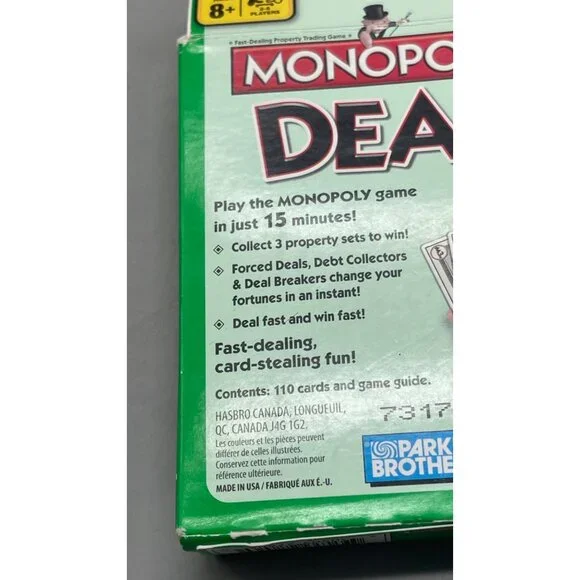 8+
PLAYERS
Fast-Dealing Property Trading Game
MONOPO
DEA
Play the MONOPOLY game
in just 15 minutes!
Collect 3 property sets to win!
Forced Deals, Debt Collectors
& Deal Breakers change your
fortunes in an instant!
Deal fast and win fast!
Fast-dealing,
card-stealing fun!
Contents: 110 cards and game guide.
HASBRO CANADA, LONGUEUIL,
QC, CANADA J4G 1G2.
7317
Les couleurs et les pièces peuvent
différer de celles illustrées.
Conservez cette information pour
référence ultérieure.
MADE IN USA / FABRIQUÉ AUX É.-U.
PARK
BROTHE